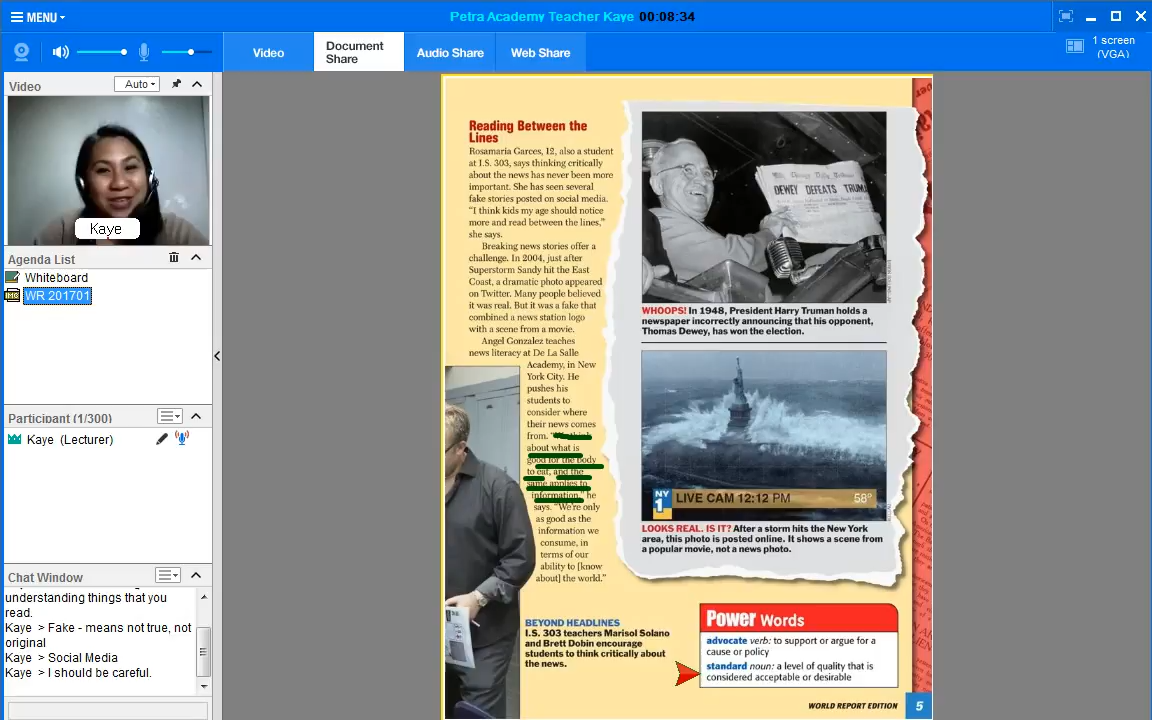 MENU
Petra Academy Teacher Kaye 00:08:34
Video
Document
Share
Audio Share
Web Share
1 screen
(VGA)
Video
Auto
Kaye
Agenda List
Whiteboard
WR 201701
Participant (1/300)
Kaye (Lecturer)
Chat Window
understanding things that you
read.
Kaye > Fake - means not true, not
original
Kaye > Social Media
Kaye > I should be careful.
Reading Between the
Lines
Rosamaria Garces, 12, also a student
at I.S. 303, says thinking critically
about the news has never been more
important. She has seen several
fake stories posted on social media.
“I think kids my age should notice
more and read between the lines,”
she says.
Breaking news stories offer a
challenge. In 2004, just after
Superstorm Sandy hit the East
Coast, a dramatic photo appeared
on Twitter. Many people believed
it was real. But it was a fake that
combined a news station logo
with a scene from a movie.
Angel Gonzalez teaches
news literacy at De La Salle
Academy, in New
York City. He
pushes his
students to
consider where
their news comes
from. “We think
about what is
good for the body
to eat, and the
same applies to
information,” he
says. “We’re only
as good as the
information we
consume, in
terms of our
ability to [know
about] the world.”
BEYOND HEADLINES
I.S. 303 teachers Marisol Solano
and Brett Dobin encourage
students to think critically about
the news.
DEWEY DEFEATS TRUM
WHOOPS! In 1948, President Harry Truman holds a
newspaper incorrectly announcing that his opponent,
Thomas Dewey, has won the election.
NY
1
LIVE CAM 12:12 PM
58°
LOOKS REAL. IS IT? After a storm hits the New York
area, this photo is posted online. It shows a scene from
a popular movie, not a news photo.
Power Words
advocate verb: to support or argue for a
cause or policy
standard noun: a level of quality that is
considered acceptable or desirable
WORLD REPORT EDITION 5